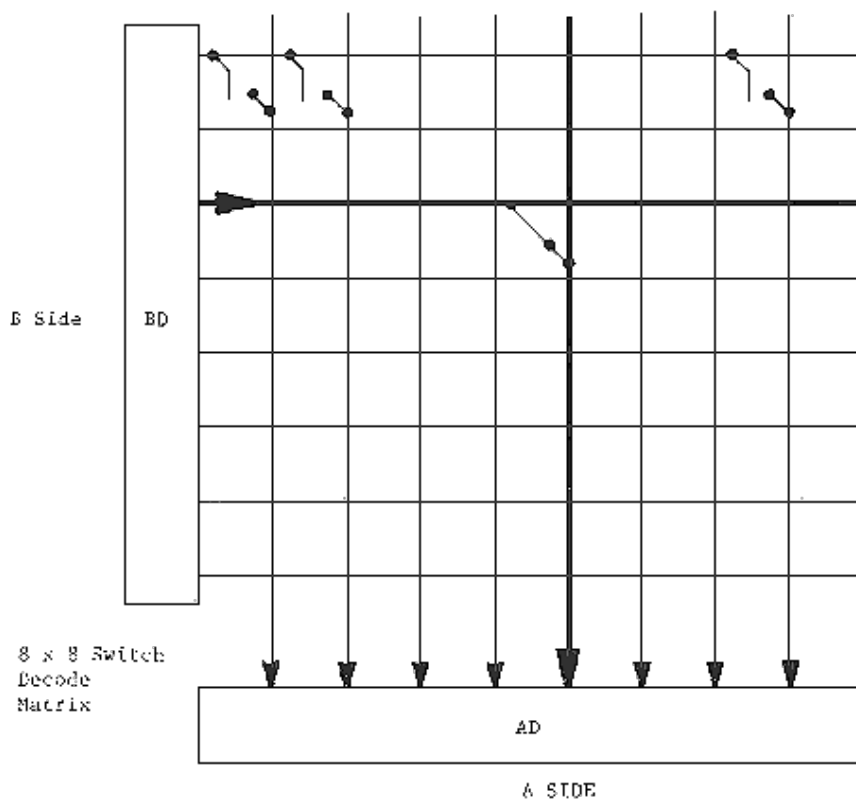 B Side
BD
8 x 8 Switch
Decode
Matrix
AD
A SIDE